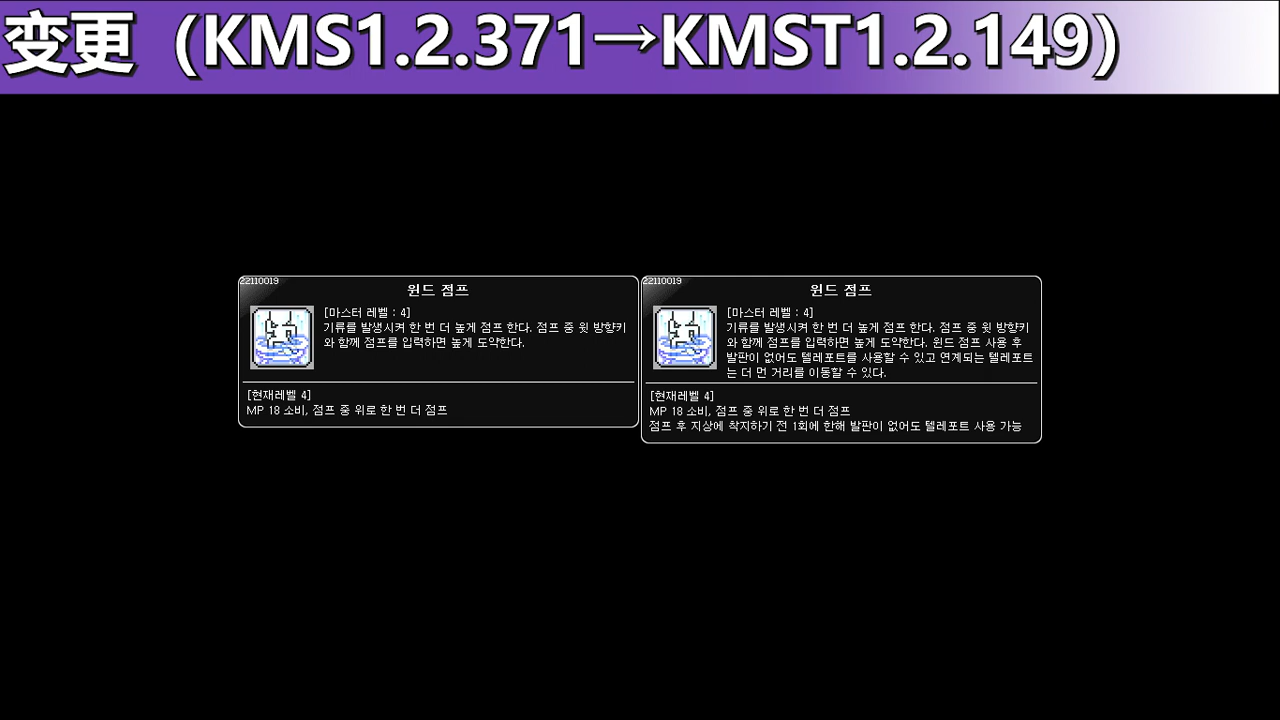 变更（KMS1.2.371→KMST1.2.149）
22110019
윈드 점프
[마스터 레벨 : 4]
기류를 발생시켜 한 번 더 높게 점프 한다. 점프 중 윗 방향키
와 함께 점프를 입력하면 높게 도약한다.
[현재레벨 4]
MP 18 소비, 점프 중 위로 한 번 더 점프
22110019
윈드 점프
[마스터 레벨 : 4]
기류를 발생시켜 한 번 더 높게 점프 한다. 점프 중 윗 방향키
와 함께 점프를 입력하면 높게 도약한다. 윈드 점프 사용 후
발판이 없어도 텔레포트를 사용할 수 있고 연계되는 텔레포트
는 더 먼 거리를 이동할 수 있다.
[현재레벨 4]
MP 18 소비, 점프 중 위로 한 번 더 점프
점프 후 지상에 착지하기 전 1회에 한해 발판이 없어도 텔레포트 사용 가능